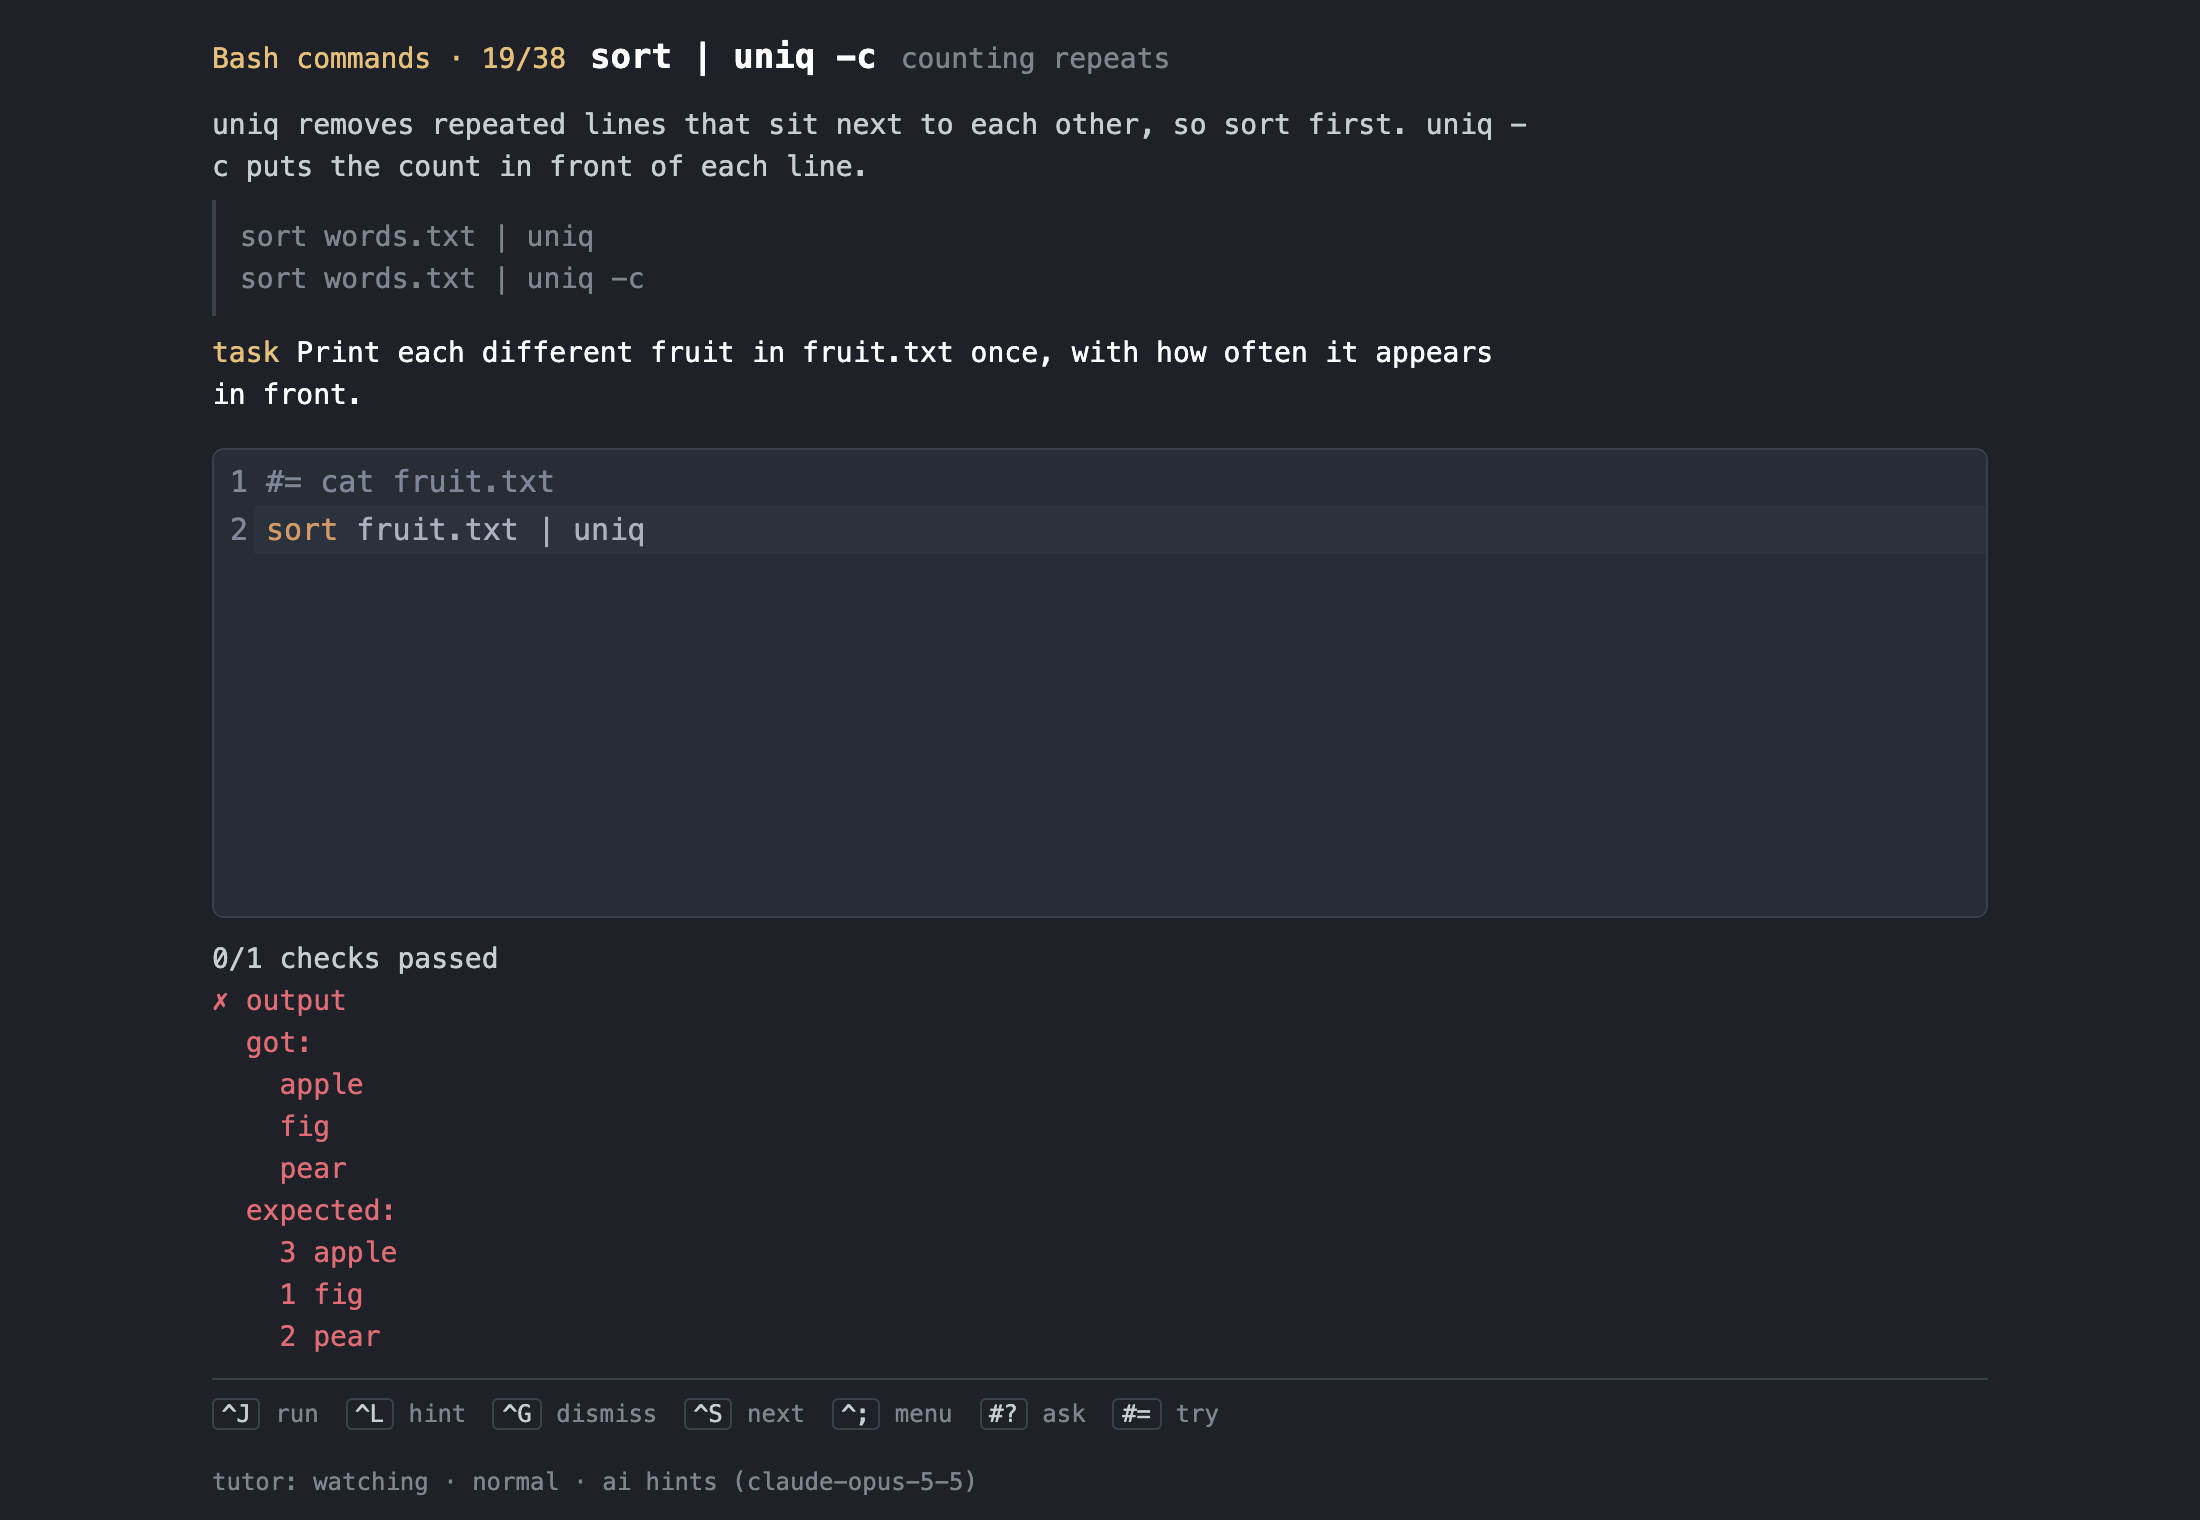 Bash commands · 19/38 sort | uniq -c counting repeats
uniq removes repeated lines that sit next to each other, so sort first. uniq -
c puts the count in front of each line.
sort words.txt | uniq
sort words.txt | uniq -c
task Print each different fruit in fruit.txt once, with how often it appears
in front.
1 #= cat fruit.txt
2 sort fruit.txt | uniq
0/1 checks passed
✗ output
got:
apple
fig
pear
expected:
3 apple
1 fig
2 pear
^J run ^L hint ^G dismiss ^S next ^; menu #? ask #= try
tutor: watching · normal · ai hints (claude-opus-5-5)